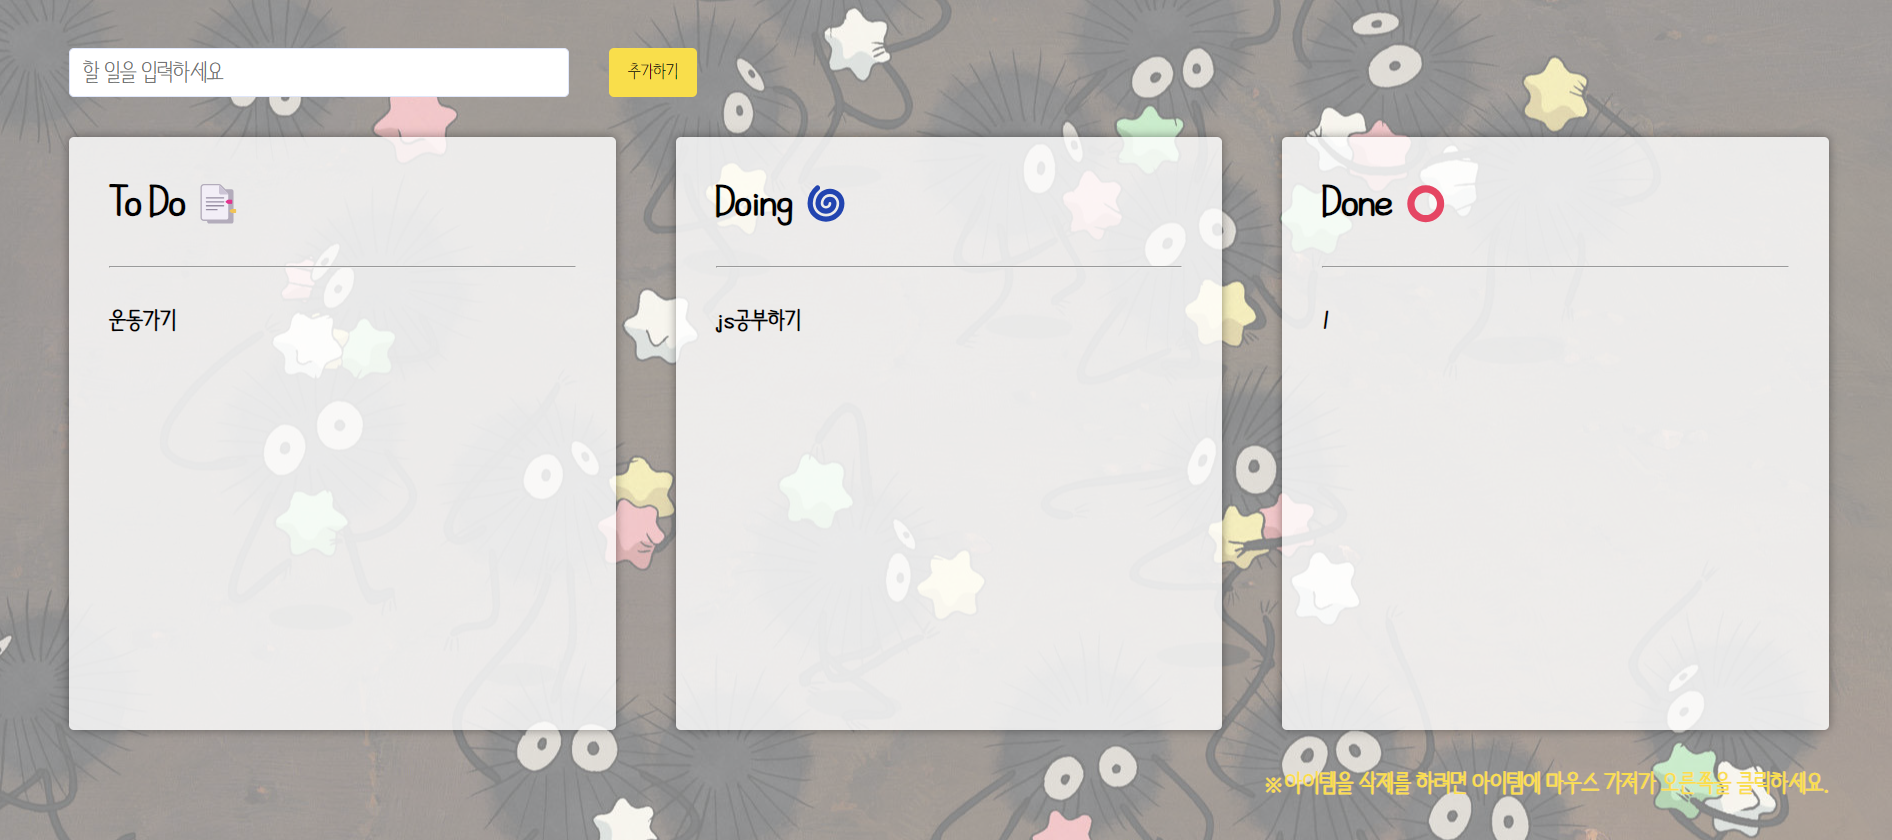 할 일을 입력하세요
추가하기
To Do
Doing
Done
운동가기
js공부하기
/
※아이템을 삭제를 하려면 아이템에 마우스 가져가 오른쪽을 클릭하세요.